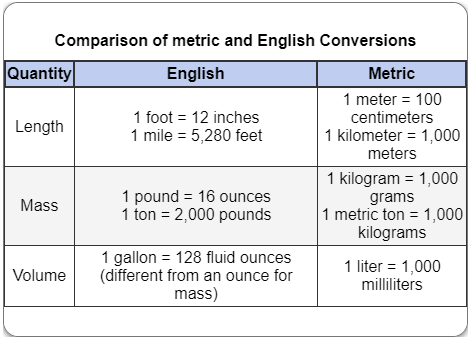 Comparison of metric and English Conversions
Quantity English Metric
Length
1 foot = 12 inches
1 mile = 5,280 feet
1 meter = 100
centimeters
1 kilometer = 1,000
meters
Mass
1 pound = 16 ounces
1 ton = 2,000 pounds
1 kilogram = 1,000
grams
1 metric ton = 1,000
kilograms
Volume
1 gallon = 128 fluid ounces
(different from an ounce for
mass)
1 liter = 1,000
milliliters